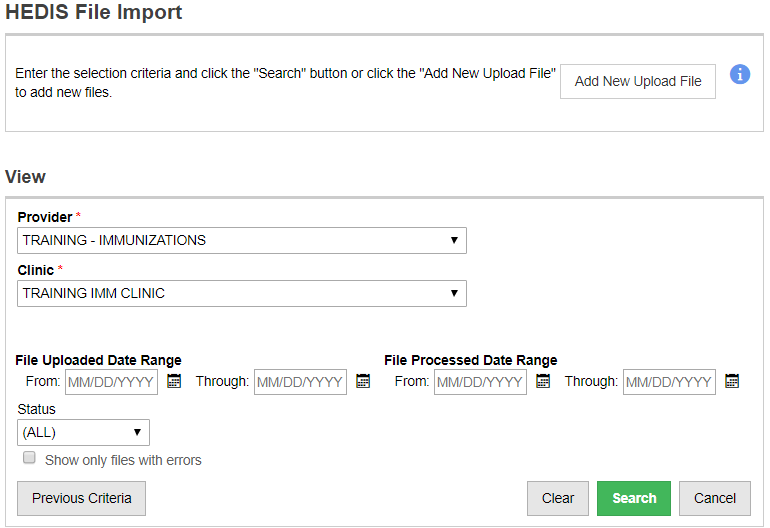 HEDIS File Import
Enter the selection criteria and click the "Search" button or click the "Add New Upload File"
to add new files.
Add New Upload File
i
View
Provider *
TRAINING - IMMUNIZATIONS
Clinic *
TRAINING IMM CLINIC
File Uploaded Date Range
From: MM/DD/YYYY Through: MM/DD/YYYY
File Processed Date Range
From: MM/DD/YYYY Through: MM/DD/YYYY
Status
(ALL)
Show only files with errors
Previous Criteria
Clear
Search
Cancel